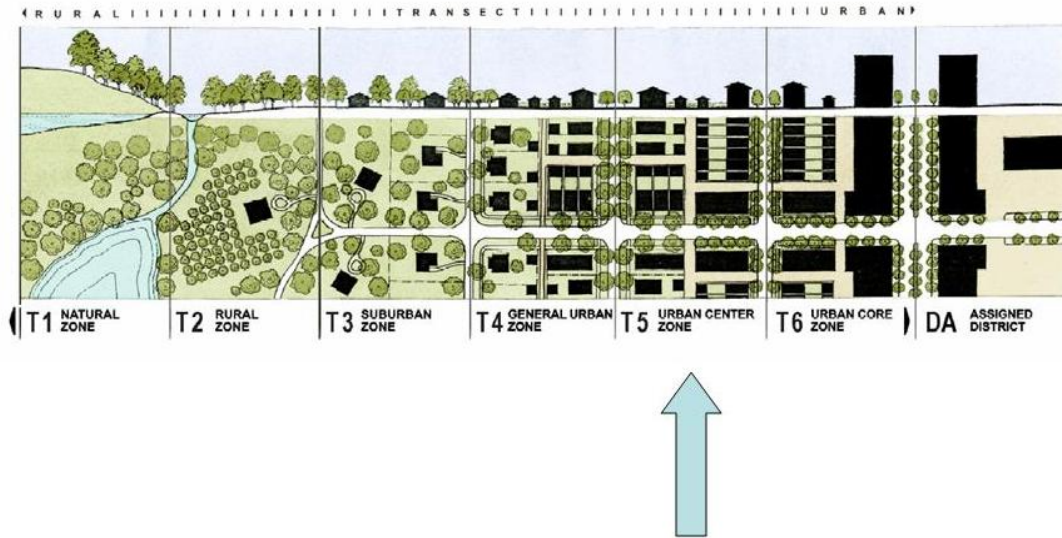 RURAL TRANSECT URBAN
T1 NATURAL ZONE
T2 RURAL ZONE
T3 SUBURBAN ZONE
T4 GENERAL URBAN ZONE
T5 URBAN CENTER ZONE
T6 URBAN CORE ZONE
DA ASSIGNED DISTRICT